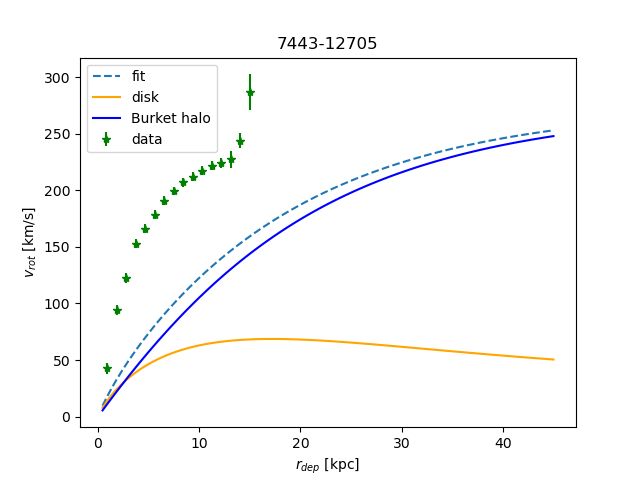 7443-12705
fit
disk
Burket halo
data
300
250
200
150
100
50
0
v_rot [km/s]
0 10 20 30 40
r_dep [kpc]